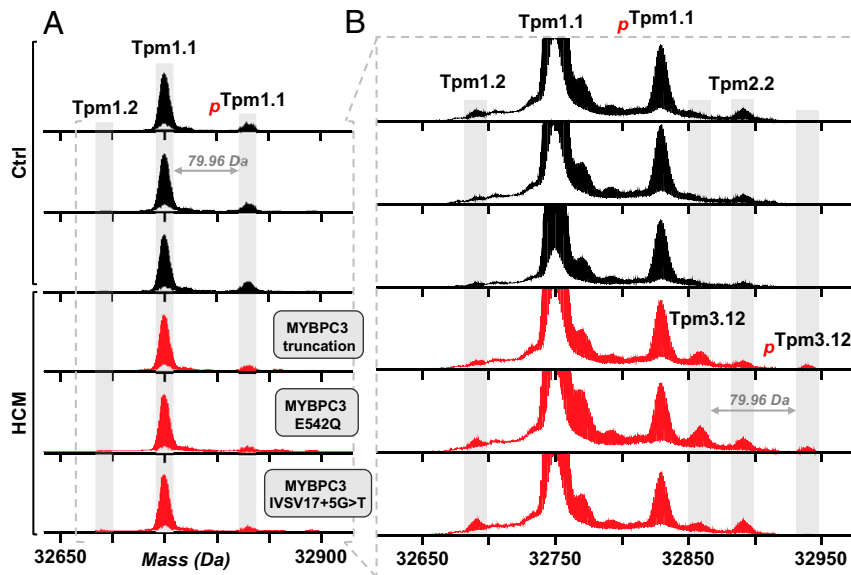 A
Tpm1.1
Tpm1.2
pTpm1.1
79.96 Da
Ctrl
HCM
MYBPC3
truncation
MYBPC3
E542Q
MYBPC3
IVSV17+5G>T
32650
Mass (Da)
32900
B
Tpm1.1
pTpm1.1
Tpm1.2
Tpm2.2
Tpm3.12
pTpm3.12
79.96 Da
32650
32750
32850
32950